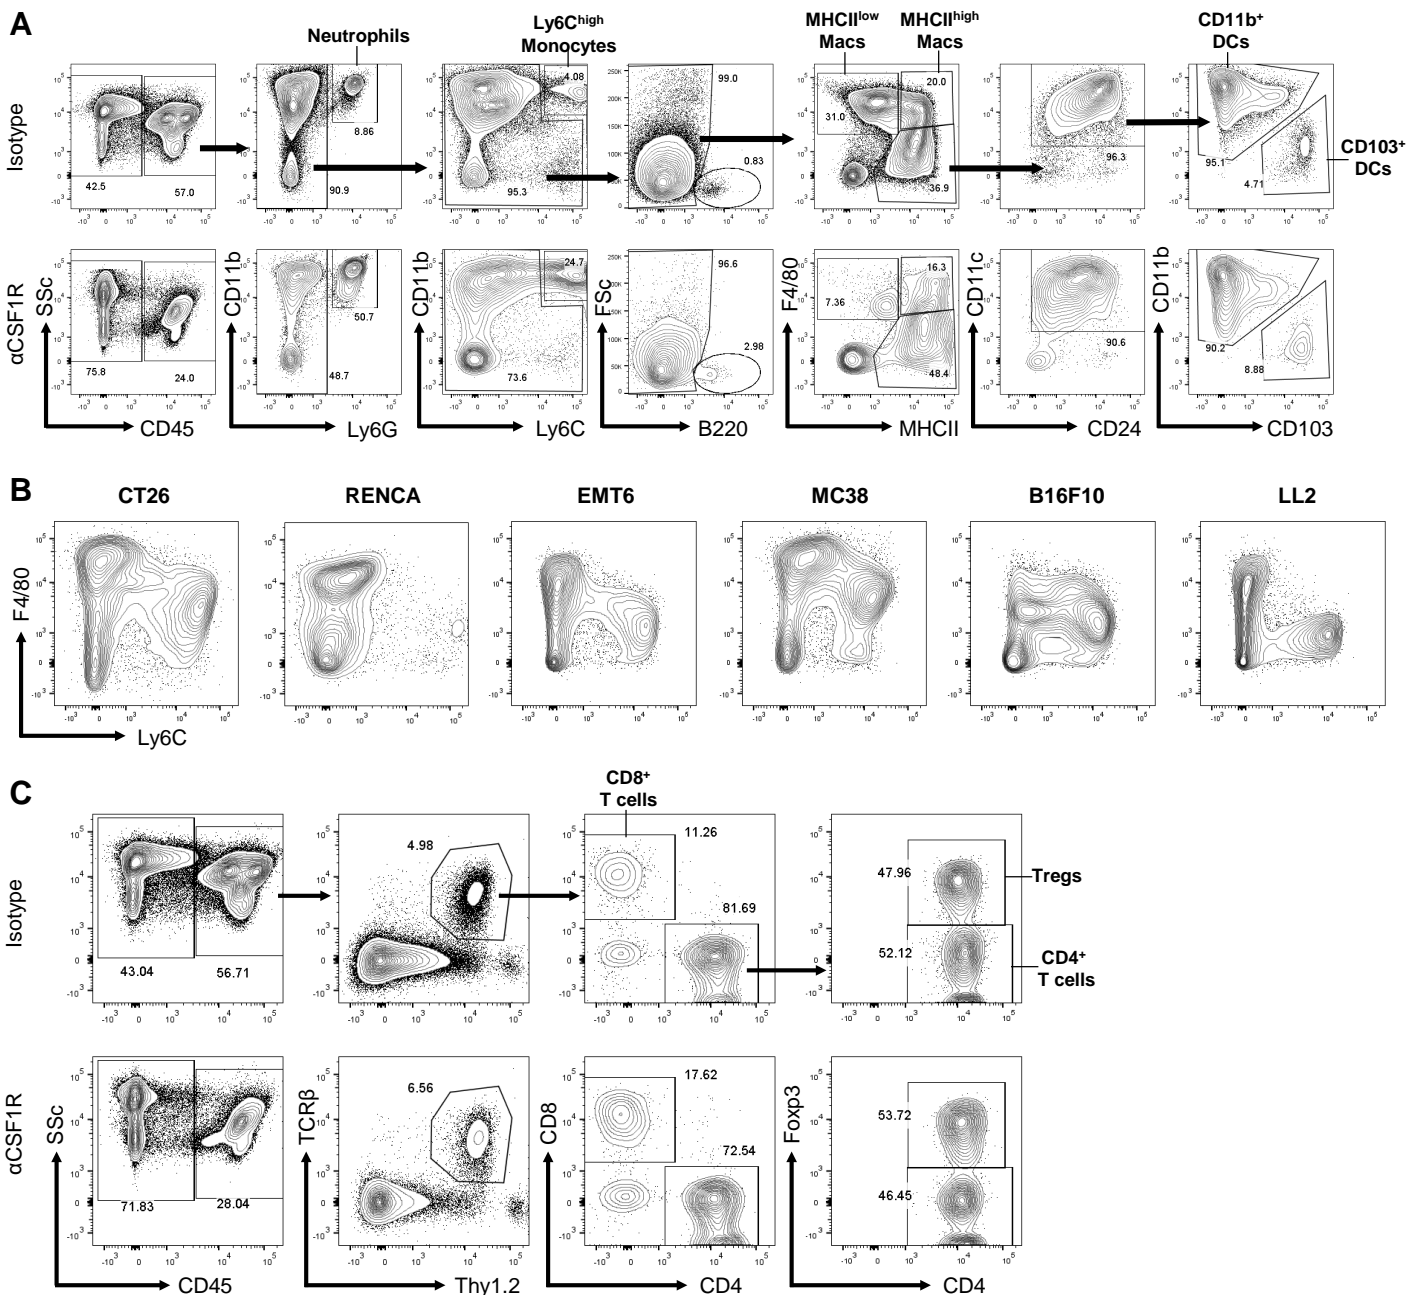 A
Neutrophils
Ly6Chigh
Monocytes
MHCIIlow
Macs
MHCIIhigh
Macs
CD11b+
DCs
CD103+
DCs
Isotype
42.5
57.0
8.86
90.9
4.08
95.3
99.0
0.83
31.0
20.0
36.9
96.3
95.1
4.71
αCSF1R
75.8
24.0
50.7
48.7
24.7
73.6
96.6
2.98
7.36
16.3
48.4
90.6
90.2
8.88
SSc
CD45
CD11b
Ly6G
CD11b
Ly6C
FSc
B220
F4/80
MHCII
CD11c
CD24
CD11b
CD103
B
CT26
RENCA
EMT6
MC38
B16F10
LL2
F4/80
Ly6C
C
CD8+
T cells
Isotype
43.04
56.71
4.98
11.26
81.69
47.96
52.12
Tregs
CD4+
T cells
αCSF1R
71.83
28.04
6.56
17.62
72.54
53.72
46.45
SSc
CD45
TCRβ
Thy1.2
CD8
CD4
Foxp3
CD4